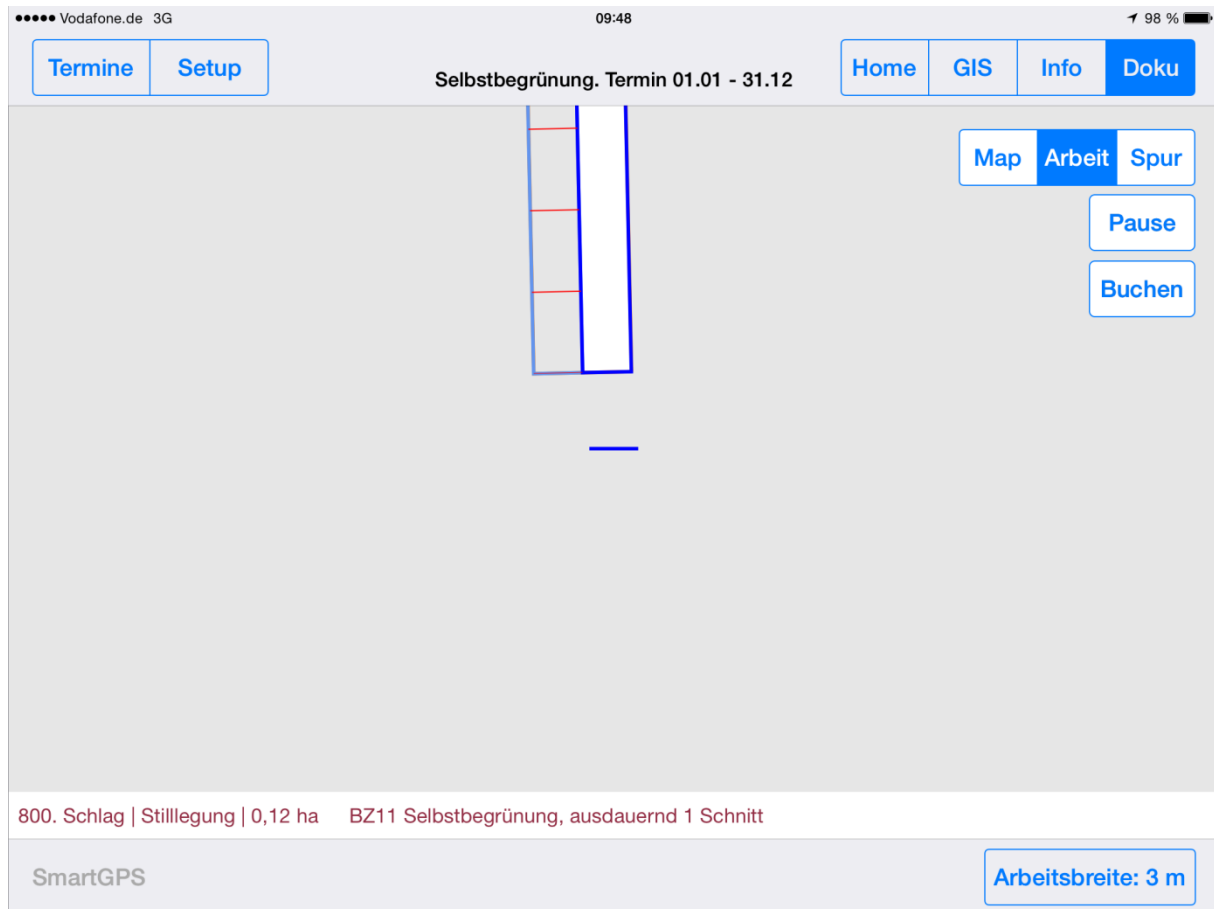 Vodafone.de 3G 09:48 98 %
Termine Setup Selbstbegrünung. Termin 01.01 - 31.12 Home GIS Info Doku
Map Arbeit Spur
Pause
Buchen
800. Schlag | Stilllegung | 0,12 ha BZ11 Selbstbegrünung, ausdauernd 1 Schnitt
SmartGPS Arbeitsbreite: 3 m